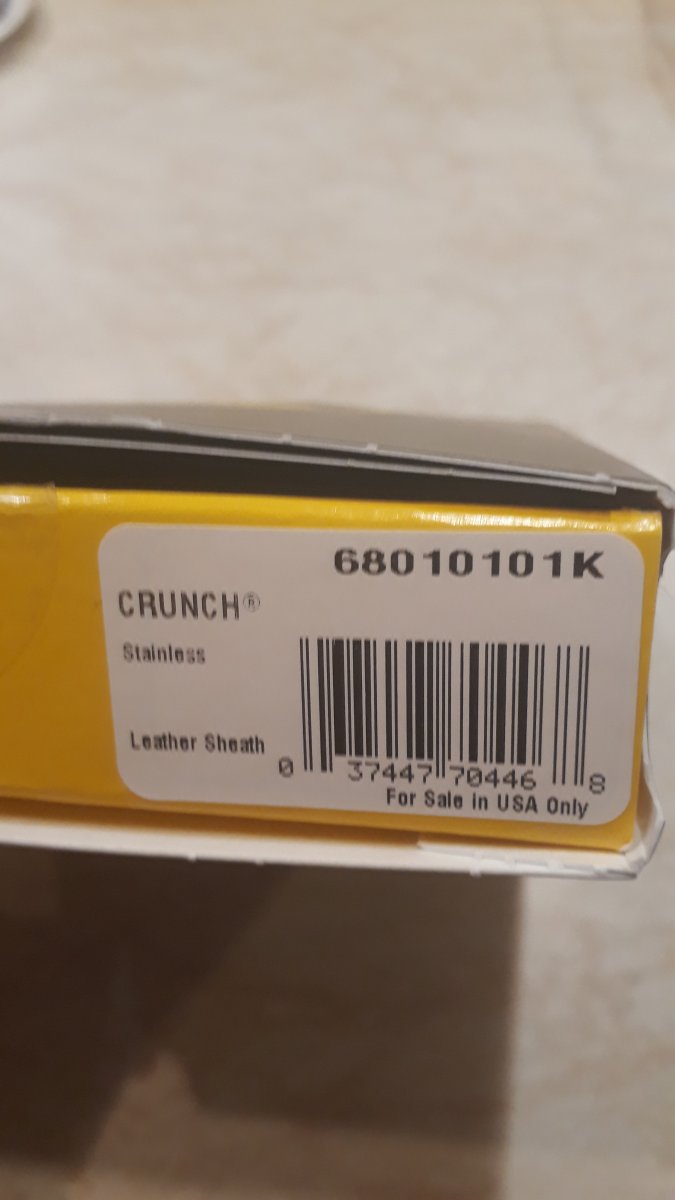 68010101K
CRUNCH®
Stainless
Leather Sheath
0 37447 70446 8
For Sale in USA Only